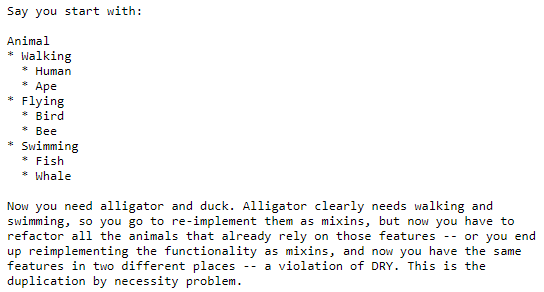 Say you start with:
Animal
* Walking
  * Human
  * Ape
* Flying
  * Bird
  * Bee
* Swimming
  * Fish
  * Whale
Now you need alligator and duck. Alligator clearly needs walking and
swimming, so you go to re-implement them as mixins, but now you have to
refactor all the animals that already rely on those features -- or you end
up reimplementing the functionality as mixins, and now you have the same
features in two different places -- a violation of DRY. This is the
duplication by necessity problem.